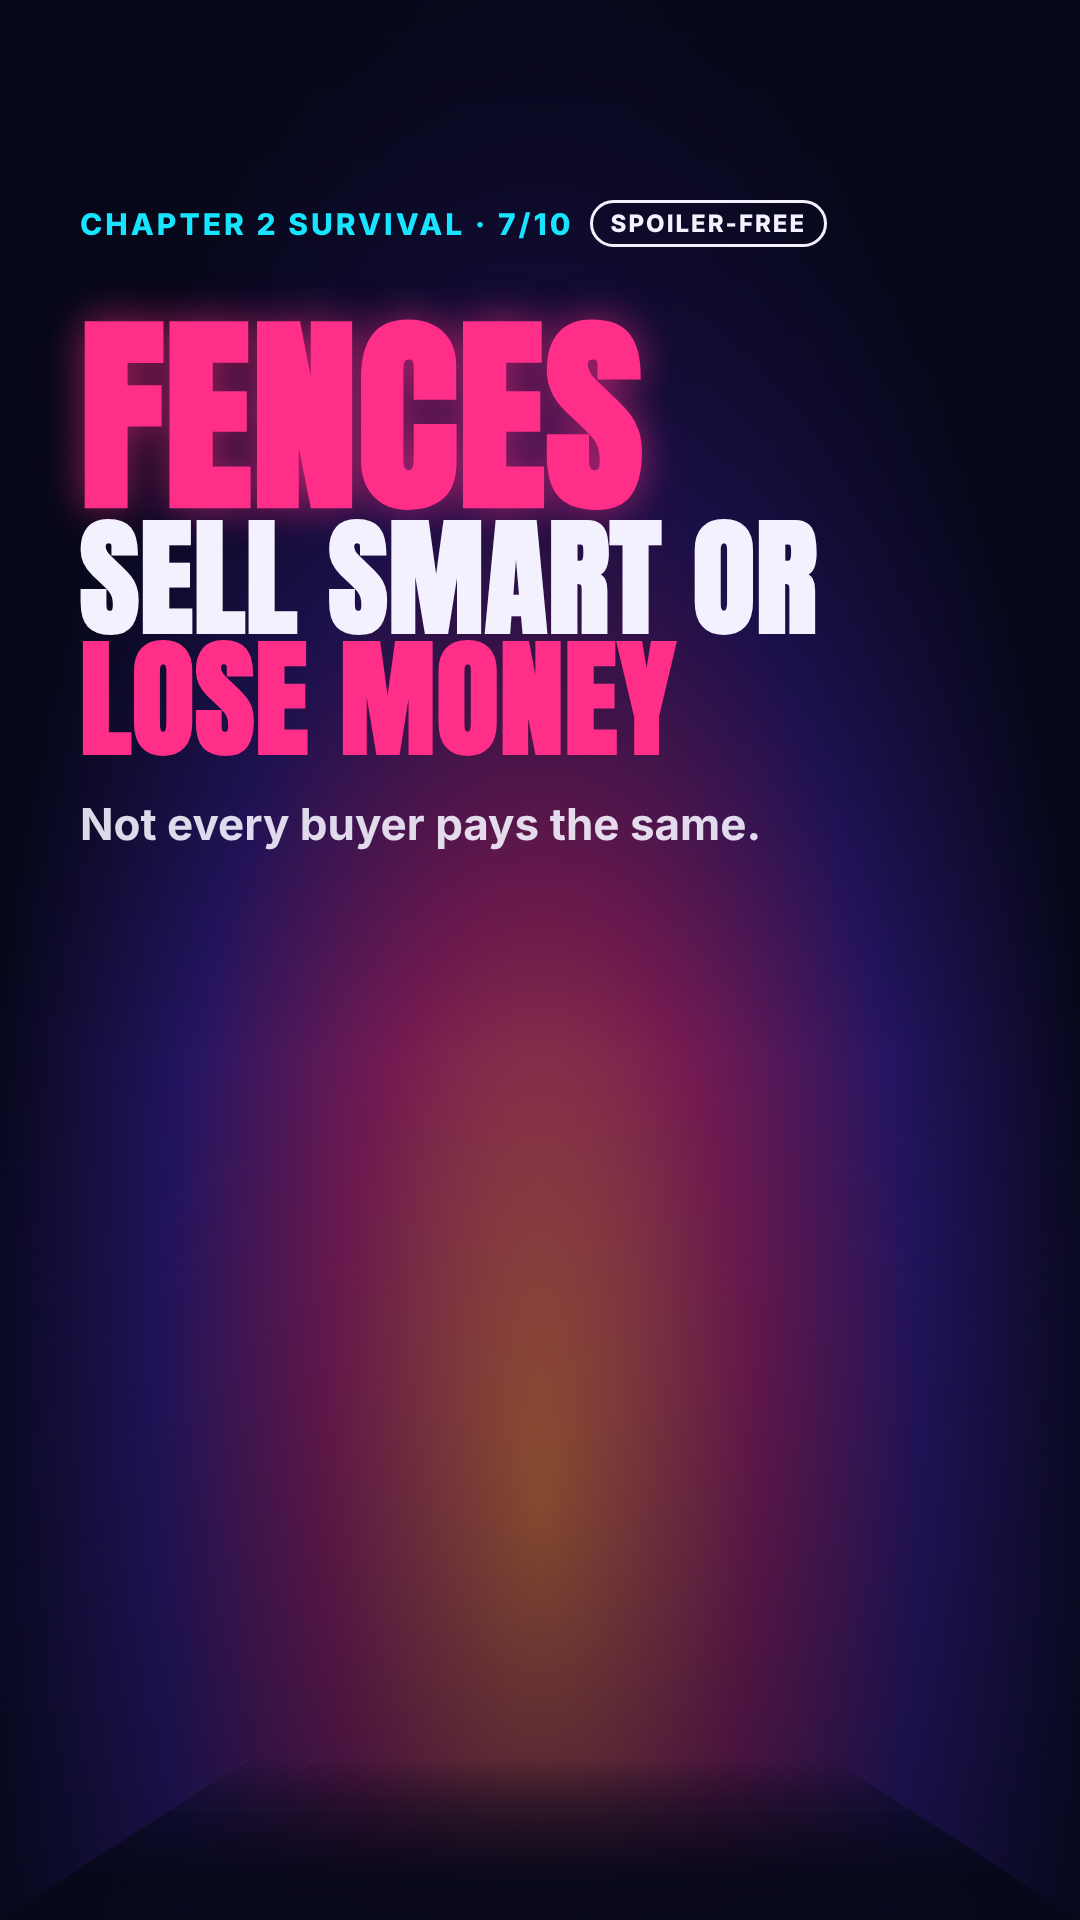 CHAPTER 2 SURVIVAL · 7/10 SPOILER-FREE
FENCES
SELL SMART OR
LOSE MONEY
Not every buyer pays the same.